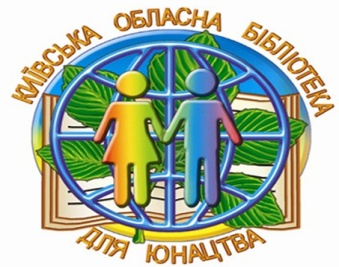 КИЇВСЬКА ОБЛАСНА БІБЛІОТЕКА
ДЛЯ ЮНАЦТВА